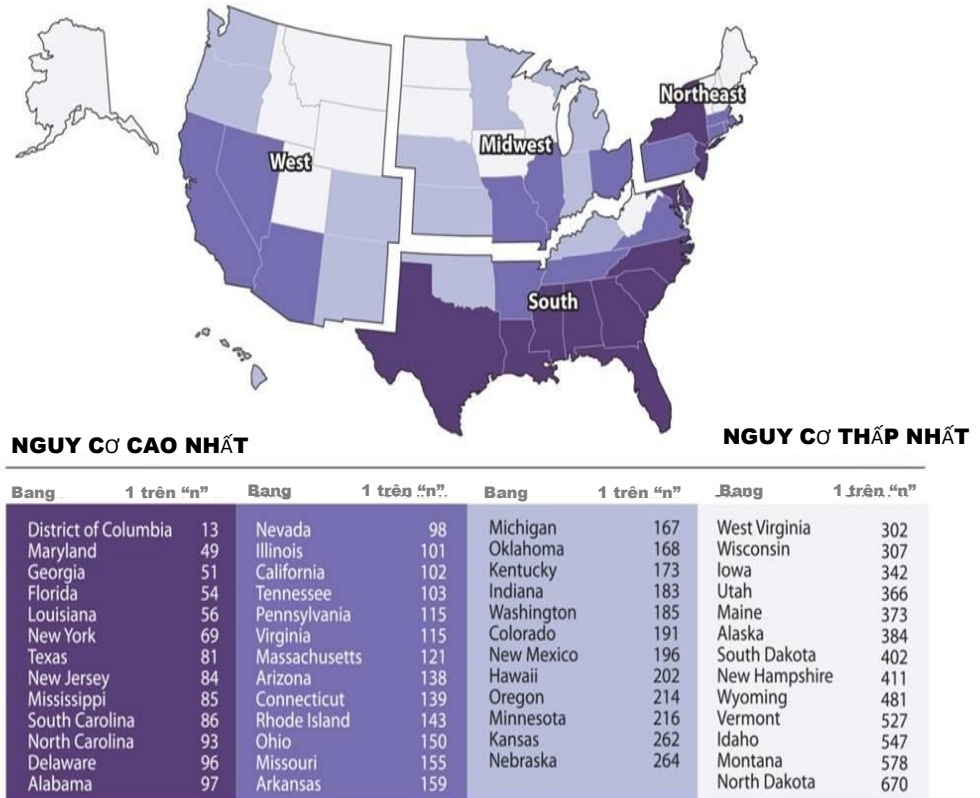 Northeast
Midwest
West
South
NGUY CƠ CAO NHẤT
NGUY CƠ THẤP NHẤT
Bang 1 trên “n” Bang 1 trên “n” Bang 1 trên “n” Bang 1 trên “n”
District of Columbia 13 Nevada 98 Michigan 167 West Virginia 302
Maryland 49 Illinois 101 Oklahoma 168 Wisconsin 307
Georgia 51 California 102 Kentucky 173 Iowa 342
Florida 54 Tennessee 103 Indiana 183 Utah 366
Louisiana 56 Pennsylvania 115 Washington 185 Maine 373
New York 69 Virginia 115 Colorado 191 Alaska 384
Texas 81 Massachusetts 121 New Mexico 196 South Dakota 402
New Jersey 84 Arizona 138 Hawaii 202 New Hampshire 411
Mississippi 85 Connecticut 139 Oregon 214 Wyoming 481
South Carolina 86 Rhode Island 143 Minnesota 216 Vermont 527
North Carolina 93 Ohio 150 Kansas 262 Idaho 547
Delaware 96 Missouri 155 Nebraska 264 Montana 578
Alabama 97 Arkansas 159 North Dakota 670